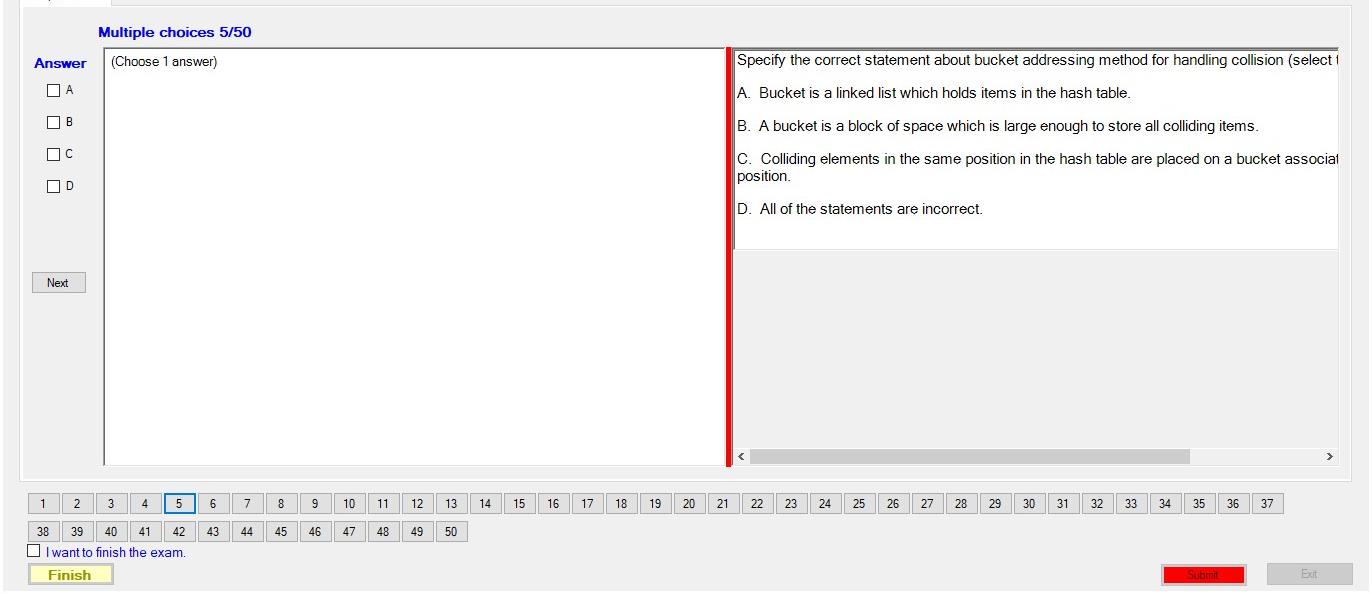 Multiple choices 5/50
Answer
(Choose 1 answer)
A
B
C
D
Next
Specify the correct statement about bucket addressing method for handling collision (select
A. Bucket is a linked list which holds items in the hash table.
B. A bucket is a block of space which is large enough to store all colliding items.
C. Colliding elements in the same position in the hash table are placed on a bucket associat
position.
D. All of the statements are incorrect.
1 2 3 4 5 6 7 8 9 10 11 12 13 14 15 16 17 18 19 20 21 22 23 24 25 26 27 28 29 30 31 32 33 34 35 36 37
38 39 40 41 42 43 44 45 46 47 48 49 50
I want to finish the exam.
Finish
Submit
Exit